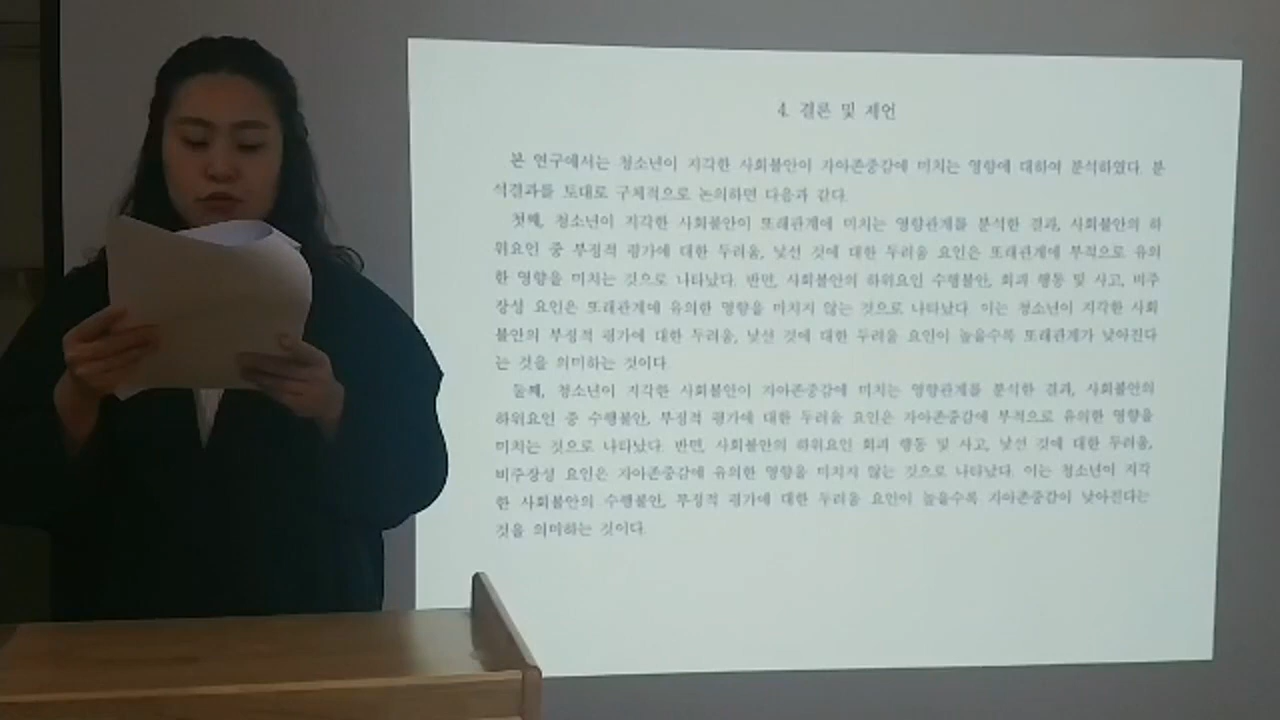 4. 결론 및 제언
본 연구에서는 청소년이 지각한 사회불안이 자아존중감에 미치는 영향에 대하여 분석하였다. 분
석결과를 토대로 구체적으로 논의하면 다음과 같다.
첫째, 청소년이 지각한 사회불안이 또래관계에 미치는 영향관계를 분석한 결과, 사회불안의 하
위요인 중 부정적 평가에 대한 두려움, 낯선 것에 대한 두려움 요인은 또래관계에 부적으로 유의
한 영향을 미치는 것으로 나타났다. 반면, 사회불안의 하위요인 수행불안, 회피 행동 및 사고, 비주
장성 요인은 또래관계에 유의한 영향을 미치지 않는 것으로 나타났다. 이는 청소년이 지각한 사회
불안의 부정적 평가에 대한 두려움, 낯선 것에 대한 두려움 요인이 높을수록 또래관계가 낮아진다
는 것을 의미하는 것이다.
둘째, 청소년이 지각한 사회불안이 자아존중감에 미치는 영향관계를 분석한 결과, 사회불안의
하위요인 중 수행불안, 부정적 평가에 대한 두려움 요인은 자아존중감에 부적으로 유의한 영향을
미치는 것으로 나타났다. 반면, 사회불안의 하위요인 회피 행동 및 사고, 낯선 것에 대한 두려움,
비주장성 요인은 자아존중감에 유의한 영향을 미치지 않는 것으로 나타났다. 이는 청소년이 지각
한 사회불안의 수행불안, 부정적 평가에 대한 두려움 요인이 높을수록 자아존중감이 낮아진다는
것을 의미하는 것이다.